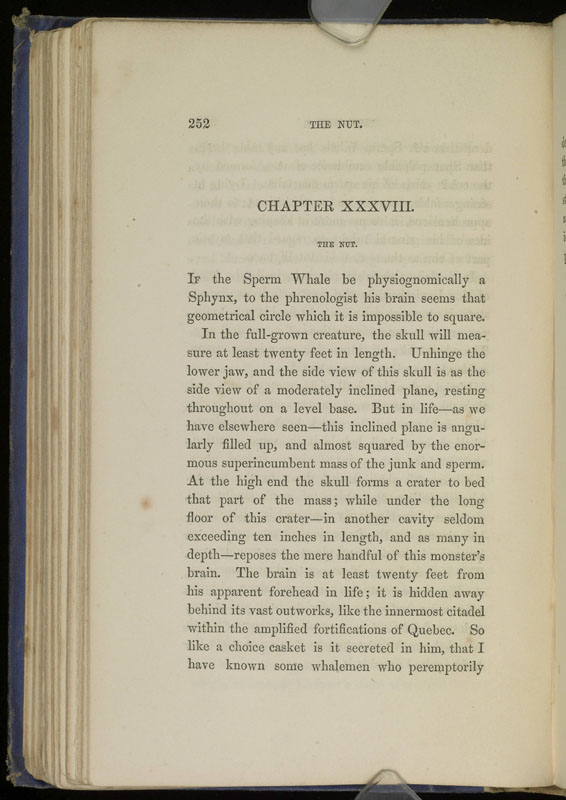 252 THE NUT.
CHAPTER XXXVIII.
THE NUT.
IF the Sperm Whale be physiognomically a
Sphynx, to the phrenologist his brain seems that
geometrical circle which it is impossible to square.
In the full-grown creature, the skull will mea-
sure at least twenty feet in length. Unhinge the
lower jaw, and the side view of this skull is as the
side view of a moderately inclined plane, resting
throughout on a level base. But in life—as we
have elsewhere seen—this inclined plane is angu-
larly filled up, and almost squared by the enor-
mous superincumbent mass of the junk and sperm.
At the high end the skull forms a crater to bed
that part of the mass; while under the long
floor of this crater—in another cavity seldom
exceeding ten inches in length, and as many in
depth—reposes the mere handful of this monster's
brain. The brain is at least twenty feet from
his apparent forehead in life; it is hidden away
behind its vast outworks, like the innermost citadel
within the amplified fortifications of Quebec. So
like a choice casket is it secreted in him, that I
have known some whalemen who peremptorily